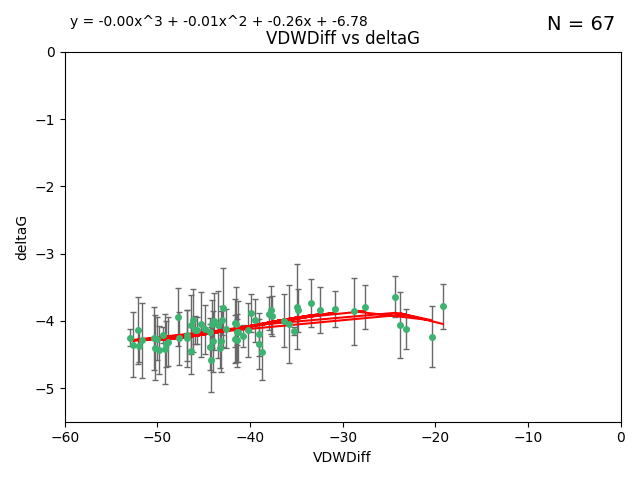 y = -0.00x^3 + -0.01x^2 + -0.26x + -6.78
N = 67
VDWDiff vs deltaG
0
−1
−2
−3
−4
−5
deltaG
−60
−50
−40
−30
−20
−10
0
VDWDiff